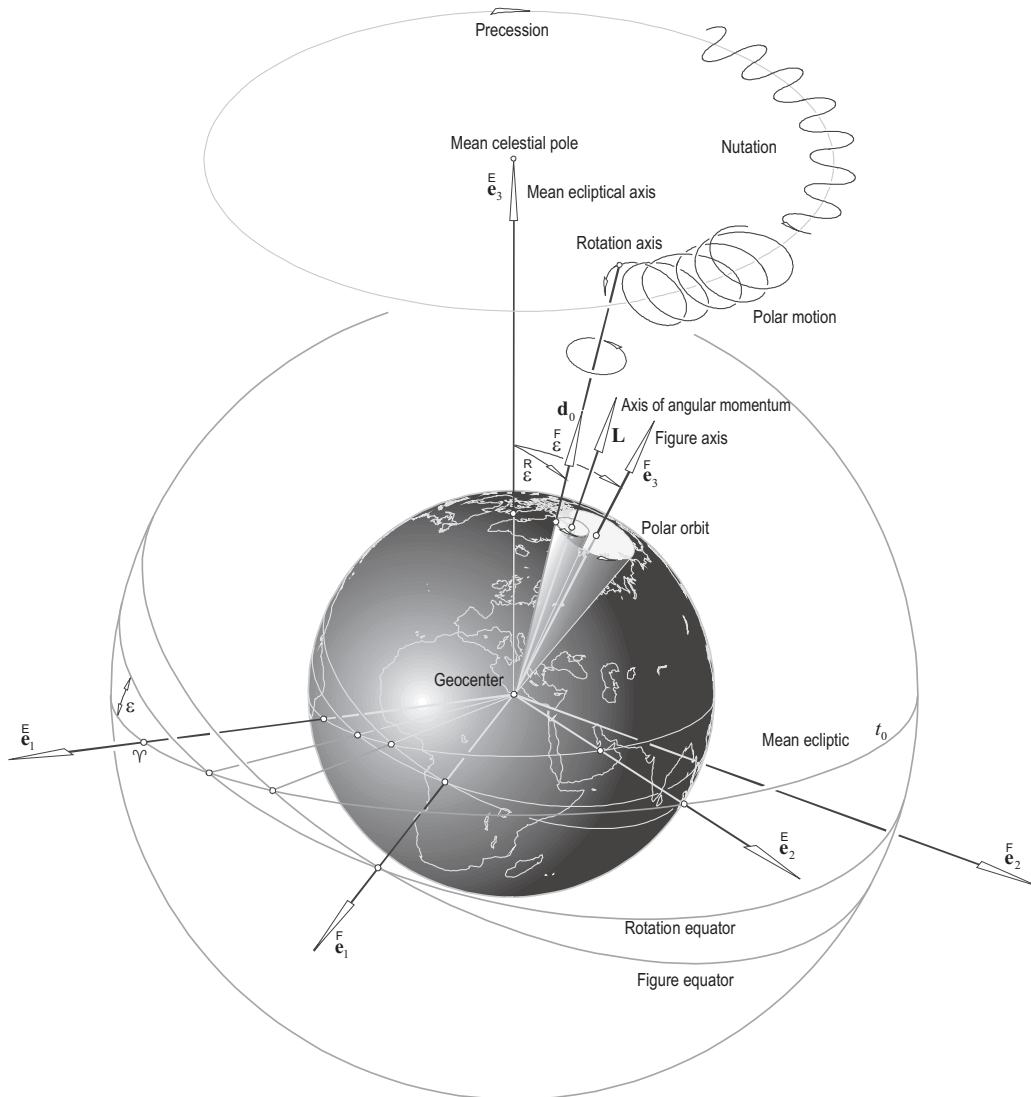 Precession
Mean celestial pole
Nutation
E
e₃
Mean ecliptical axis
Rotation axis
Polar motion
d₀
Axis of angular momentum
L
F
ε
Figure axis
R
ε
F
e₃
Polar orbit
Geocenter
ε
E
e₁
♈
Mean ecliptic
t₀
E
e₂
F
e₂
Rotation equator
F
e₁
Figure equator